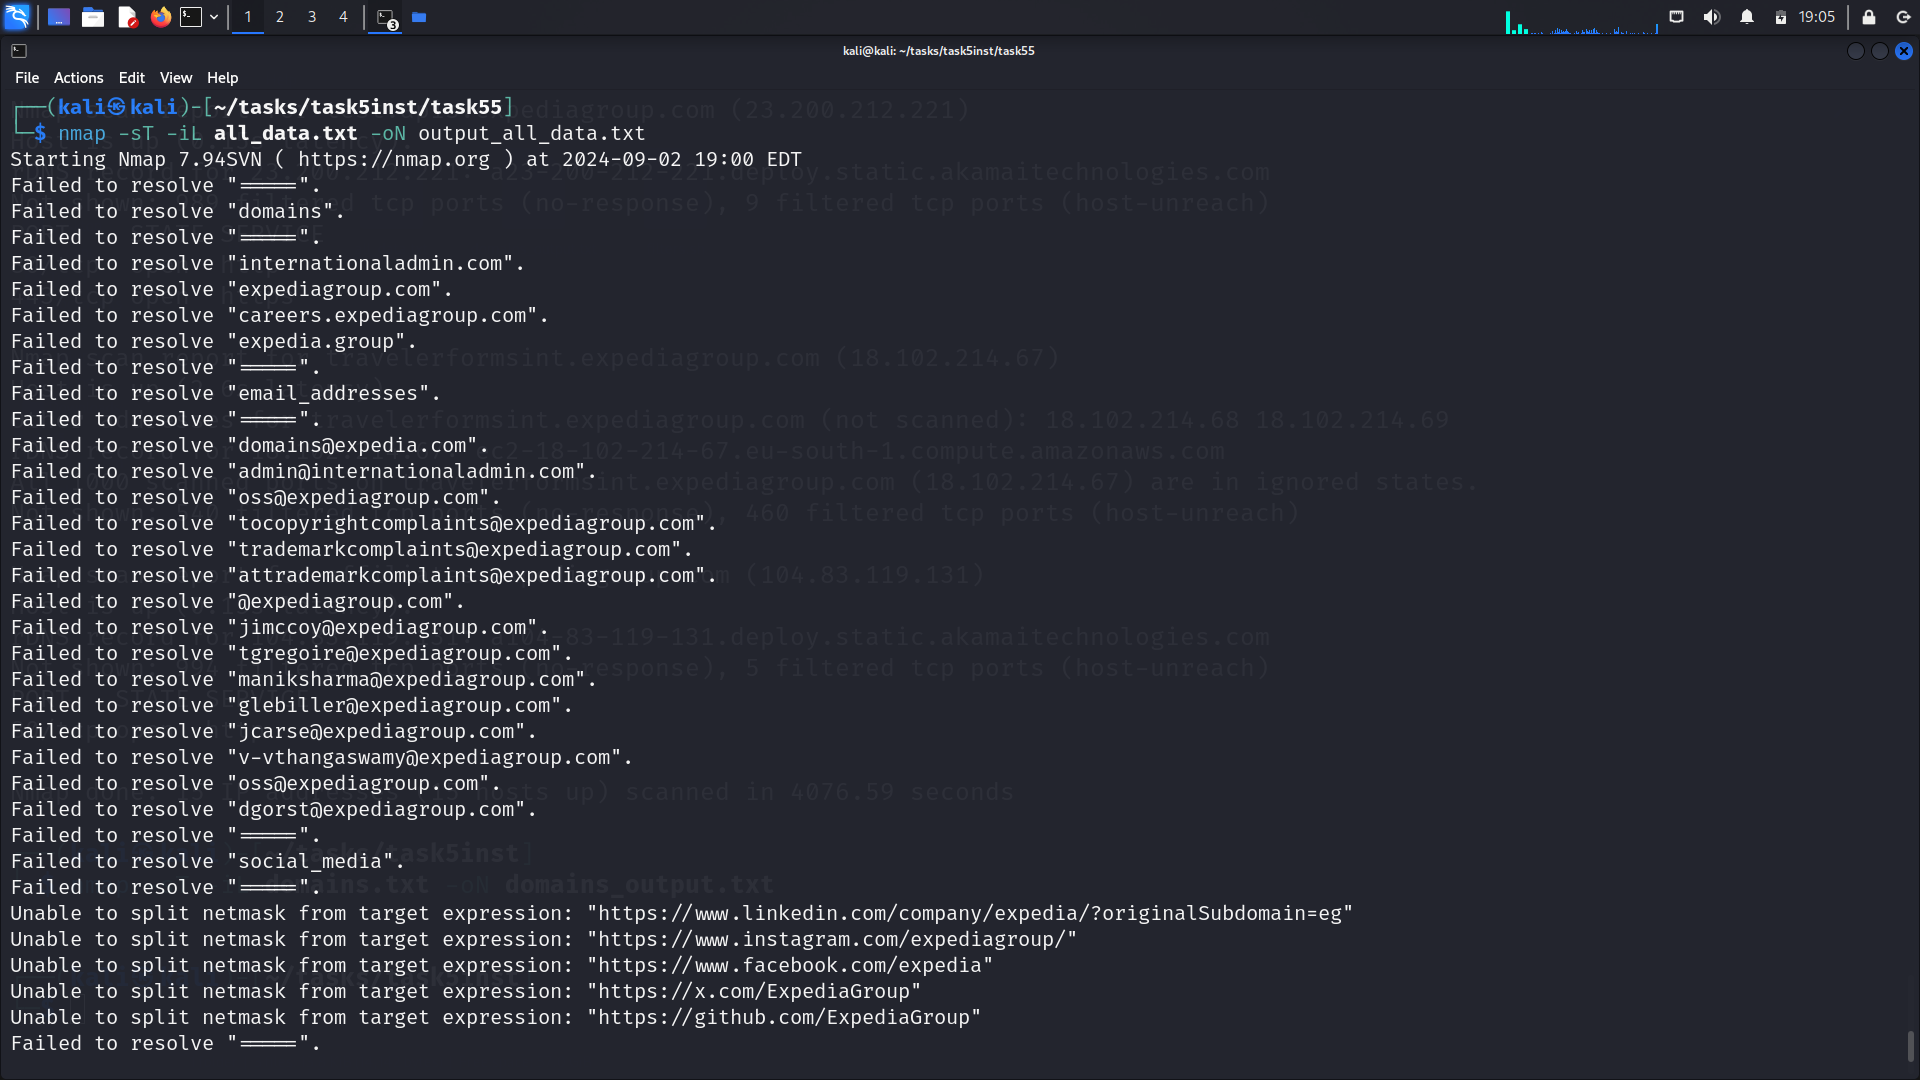 1 2 3 4 3 19:05
kali@kali: ~/tasks/task5inst/task55
File Actions Edit View Help
┌──(kali㉿kali)-[~/tasks/task5inst/task55]
└─$ nmap -sT -iL all_data.txt -oN output_all_data.txt
Starting Nmap 7.94SVN ( https://nmap.org ) at 2024-09-02 19:00 EDT
Failed to resolve "=====".
Failed to resolve "domains".
Failed to resolve "=====".
Failed to resolve "internationaladmin.com".
Failed to resolve "expediagroup.com".
Failed to resolve "careers.expediagroup.com".
Failed to resolve "expedia.group".
Failed to resolve "=====".
Failed to resolve "email_addresses".
Failed to resolve "=====".
Failed to resolve "domains@expedia.com".
Failed to resolve "admin@internationaladmin.com".
Failed to resolve "oss@expediagroup.com".
Failed to resolve "tocopyrightcomplaints@expediagroup.com".
Failed to resolve "trademarkcomplaints@expediagroup.com".
Failed to resolve "attrademarkcomplaints@expediagroup.com".
Failed to resolve "@expediagroup.com".
Failed to resolve "jimccoy@expediagroup.com".
Failed to resolve "tgregoire@expediagroup.com".
Failed to resolve "maniksharma@expediagroup.com".
Failed to resolve "glebiller@expediagroup.com".
Failed to resolve "jcarse@expediagroup.com".
Failed to resolve "v-vthangaswamy@expediagroup.com".
Failed to resolve "oss@expediagroup.com".
Failed to resolve "dgorst@expediagroup.com".
Failed to resolve "=====".
Failed to resolve "social_media".
Failed to resolve "=====".
Unable to split netmask from target expression: "https://www.linkedin.com/company/expedia/?originalSubdomain=eg"
Unable to split netmask from target expression: "https://www.instagram.com/expediagroup/"
Unable to split netmask from target expression: "https://www.facebook.com/expedia"
Unable to split netmask from target expression: "https://x.com/ExpediaGroup"
Unable to split netmask from target expression: "https://github.com/ExpediaGroup"
Failed to resolve "=====".